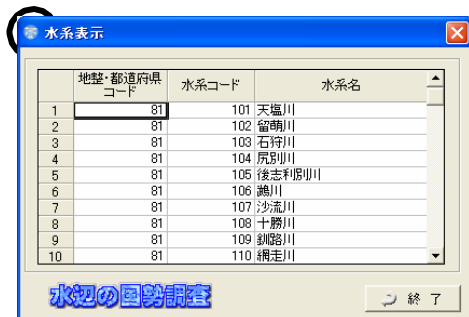 水系表示
地整・都道府県コード 水系コード 水系名
1 81 101 天塩川
2 81 102 留萌川
3 81 103 石狩川
4 81 104 尻別川
5 81 105 後志利別川
6 81 106 鵡川
7 81 107 沙流川
8 81 108 十勝川
9 81 109 釧路川
10 81 110 網走川
水辺の国勢調査 終 了